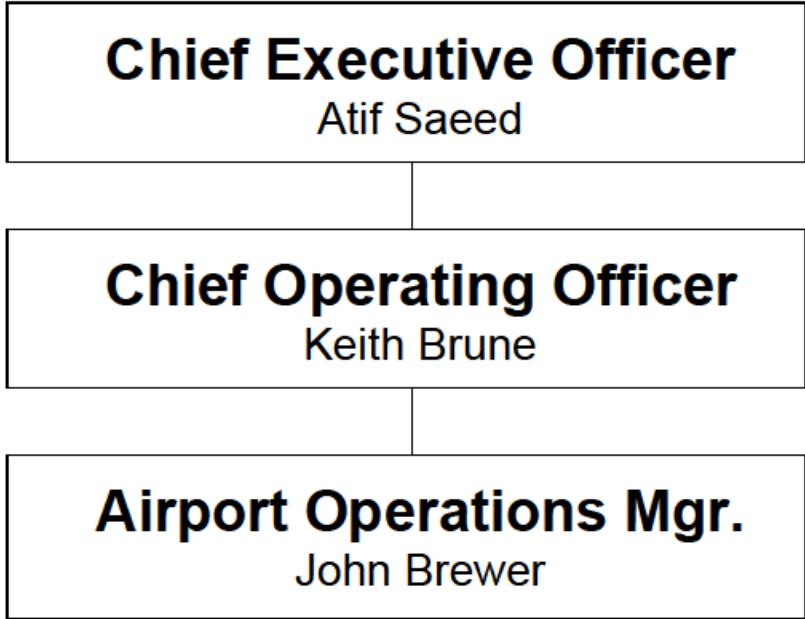 Chief Executive Officer
Atif Saeed
Chief Operating Officer
Keith Brune
Airport Operations Mgr.
John Brewer